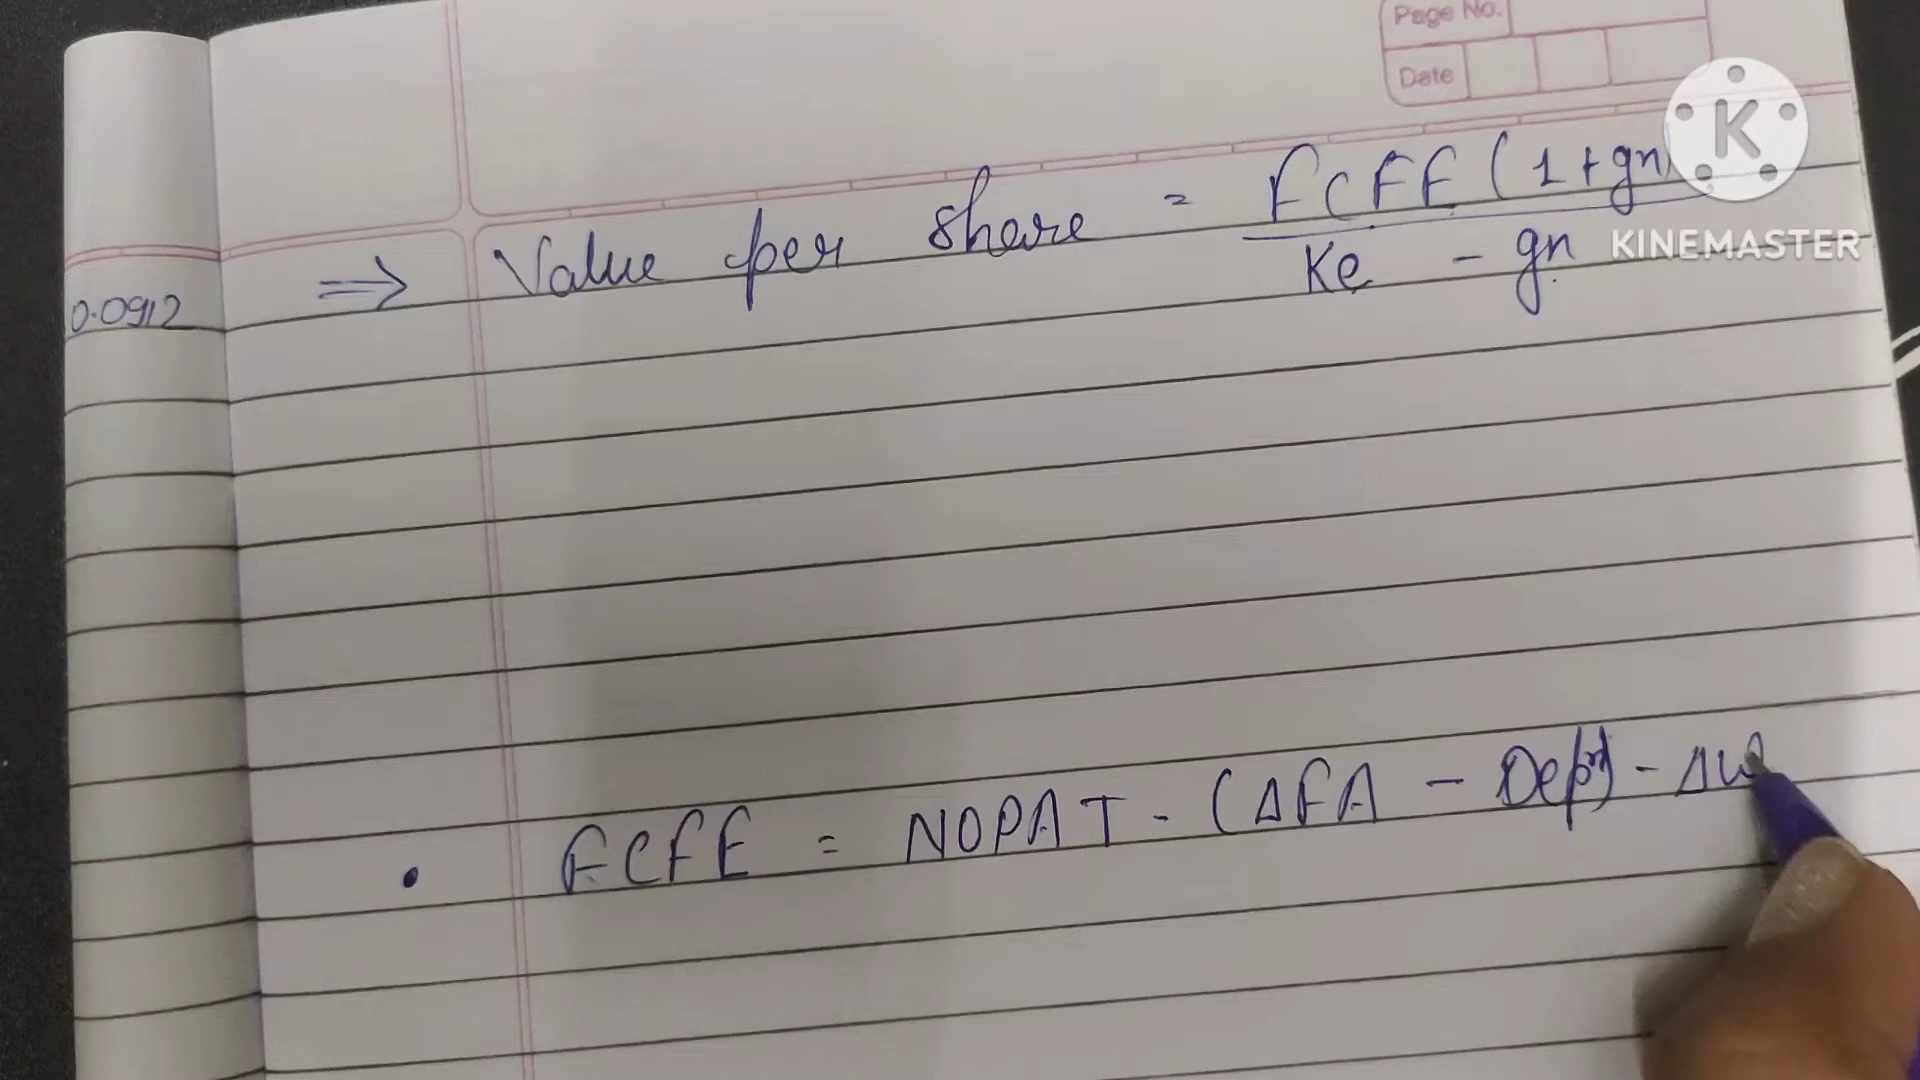 Page No.
Date
K
KINEMASTER
0.0912
⇒ Value per share = FCFE (1 + gn)
Ke - gn
• FCFE = NOPAT - (ΔFA - Depn) - ΔW